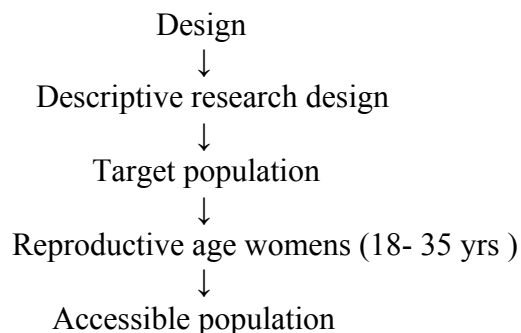 Design
↓
Descriptive research design
↓
Target population
↓
Reproductive age womens (18- 35 yrs )
↓
Accessible population